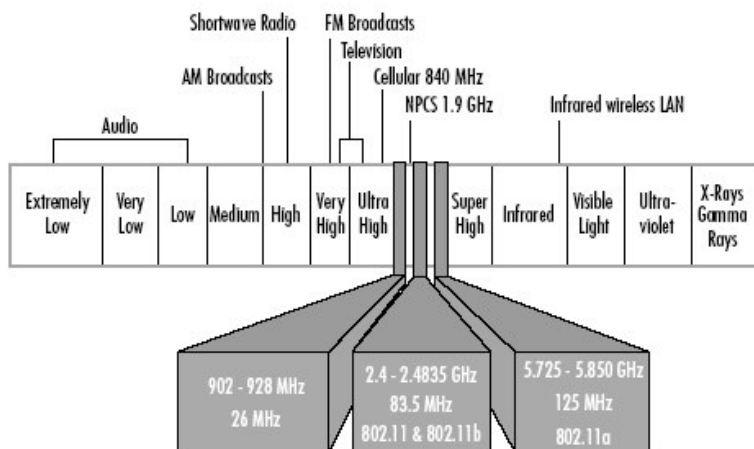 Shortwave Radio
FM Broadcasts
Television
AM Broadcasts
Cellular 840 MHz
NPCS 1.9 GHz
Infrared wireless LAN
Audio
Extremely
Low
Very
Low
Low
Medium
High
Very
High
Ultra
High
Super
High
Infrared
Visible
Light
Ultra-
violet
X-Rays
Gamma
Rays
902 - 928 MHz
26 MHz
2.4 - 2.4835 GHz
83.5 MHz
802.11 & 802.11b
5.725 - 5.850 GHz
125 MHz
802.11a